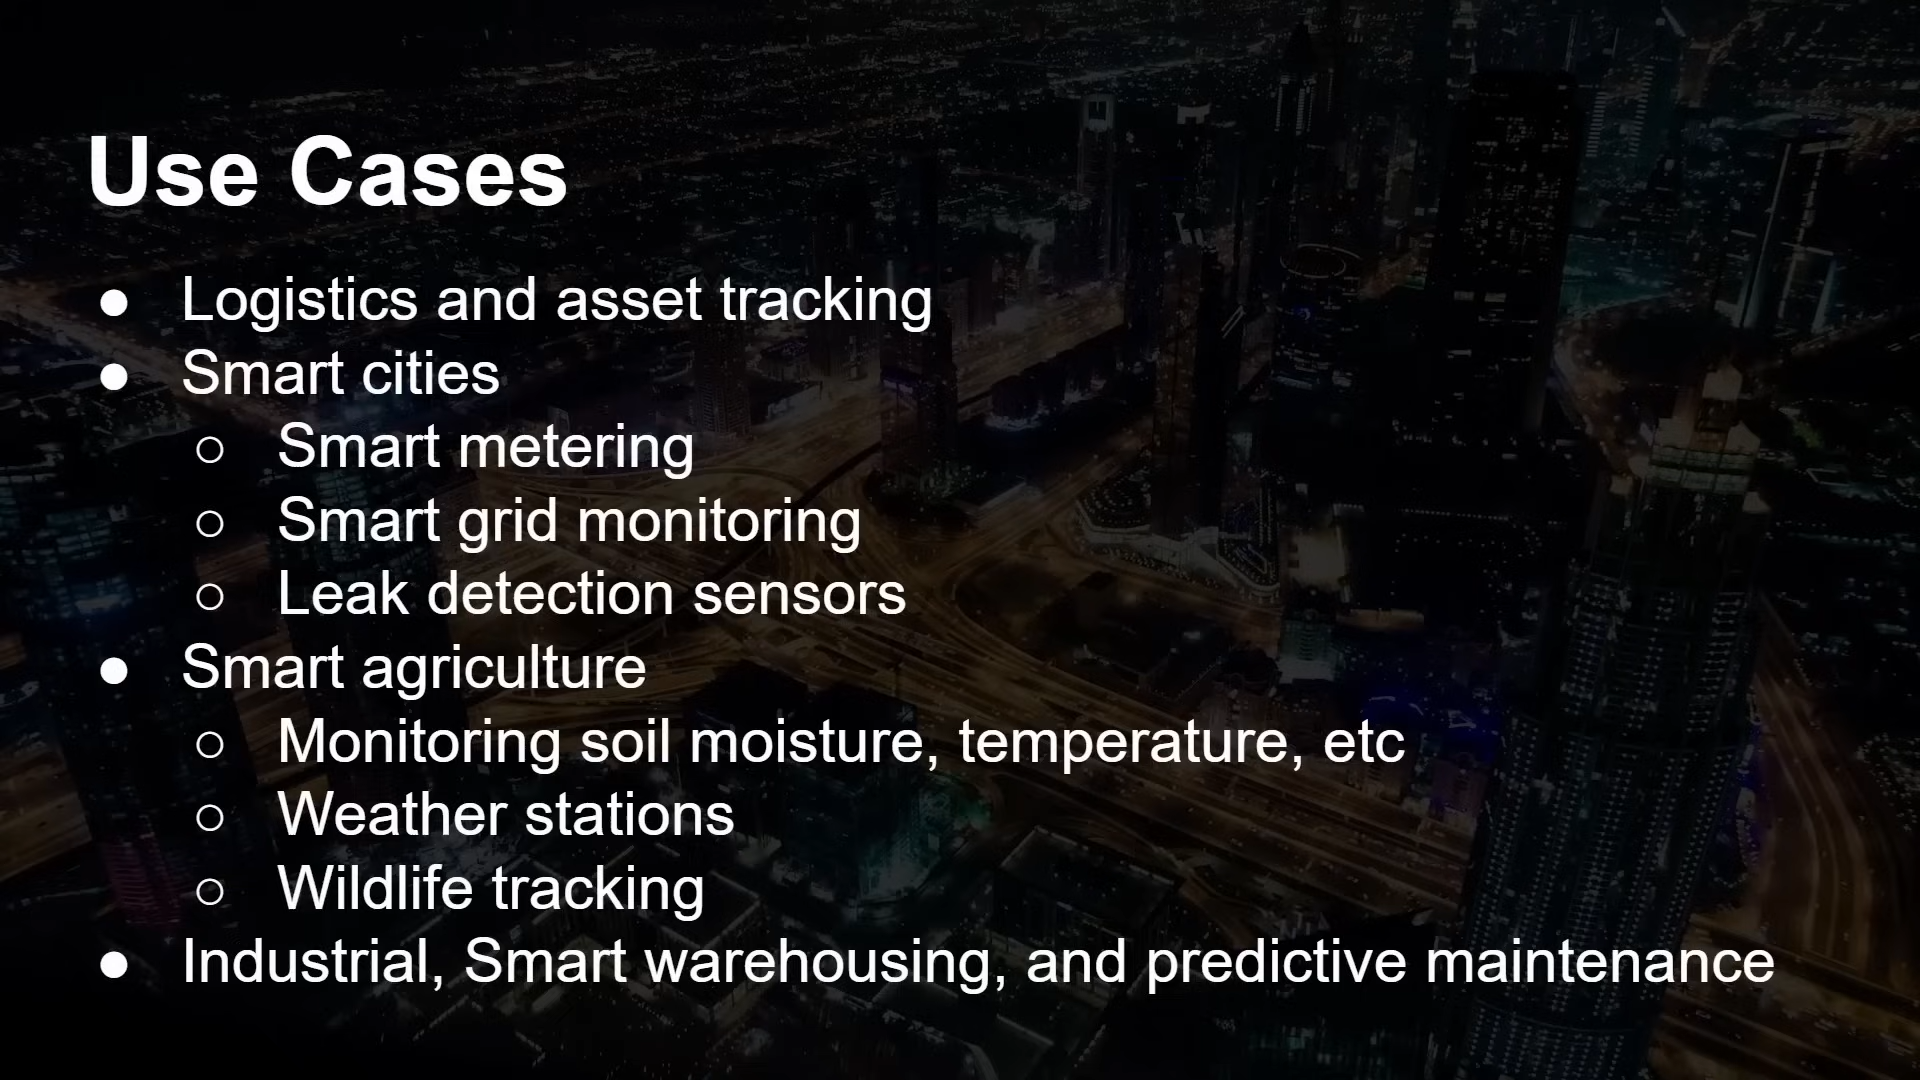 Use Cases
● Logistics and asset tracking
● Smart cities
○ Smart metering
○ Smart grid monitoring
○ Leak detection sensors
● Smart agriculture
○ Monitoring soil moisture, temperature, etc
○ Weather stations
○ Wildlife tracking
● Industrial, Smart warehousing, and predictive maintenance